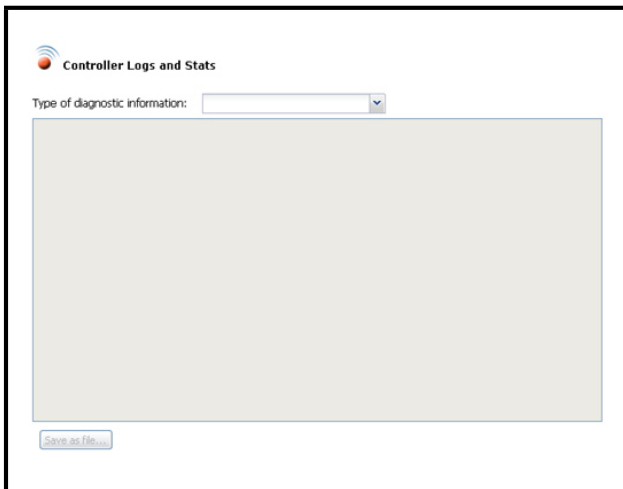 Controller Logs and Stats
Type of diagnostic information:
Save as file...